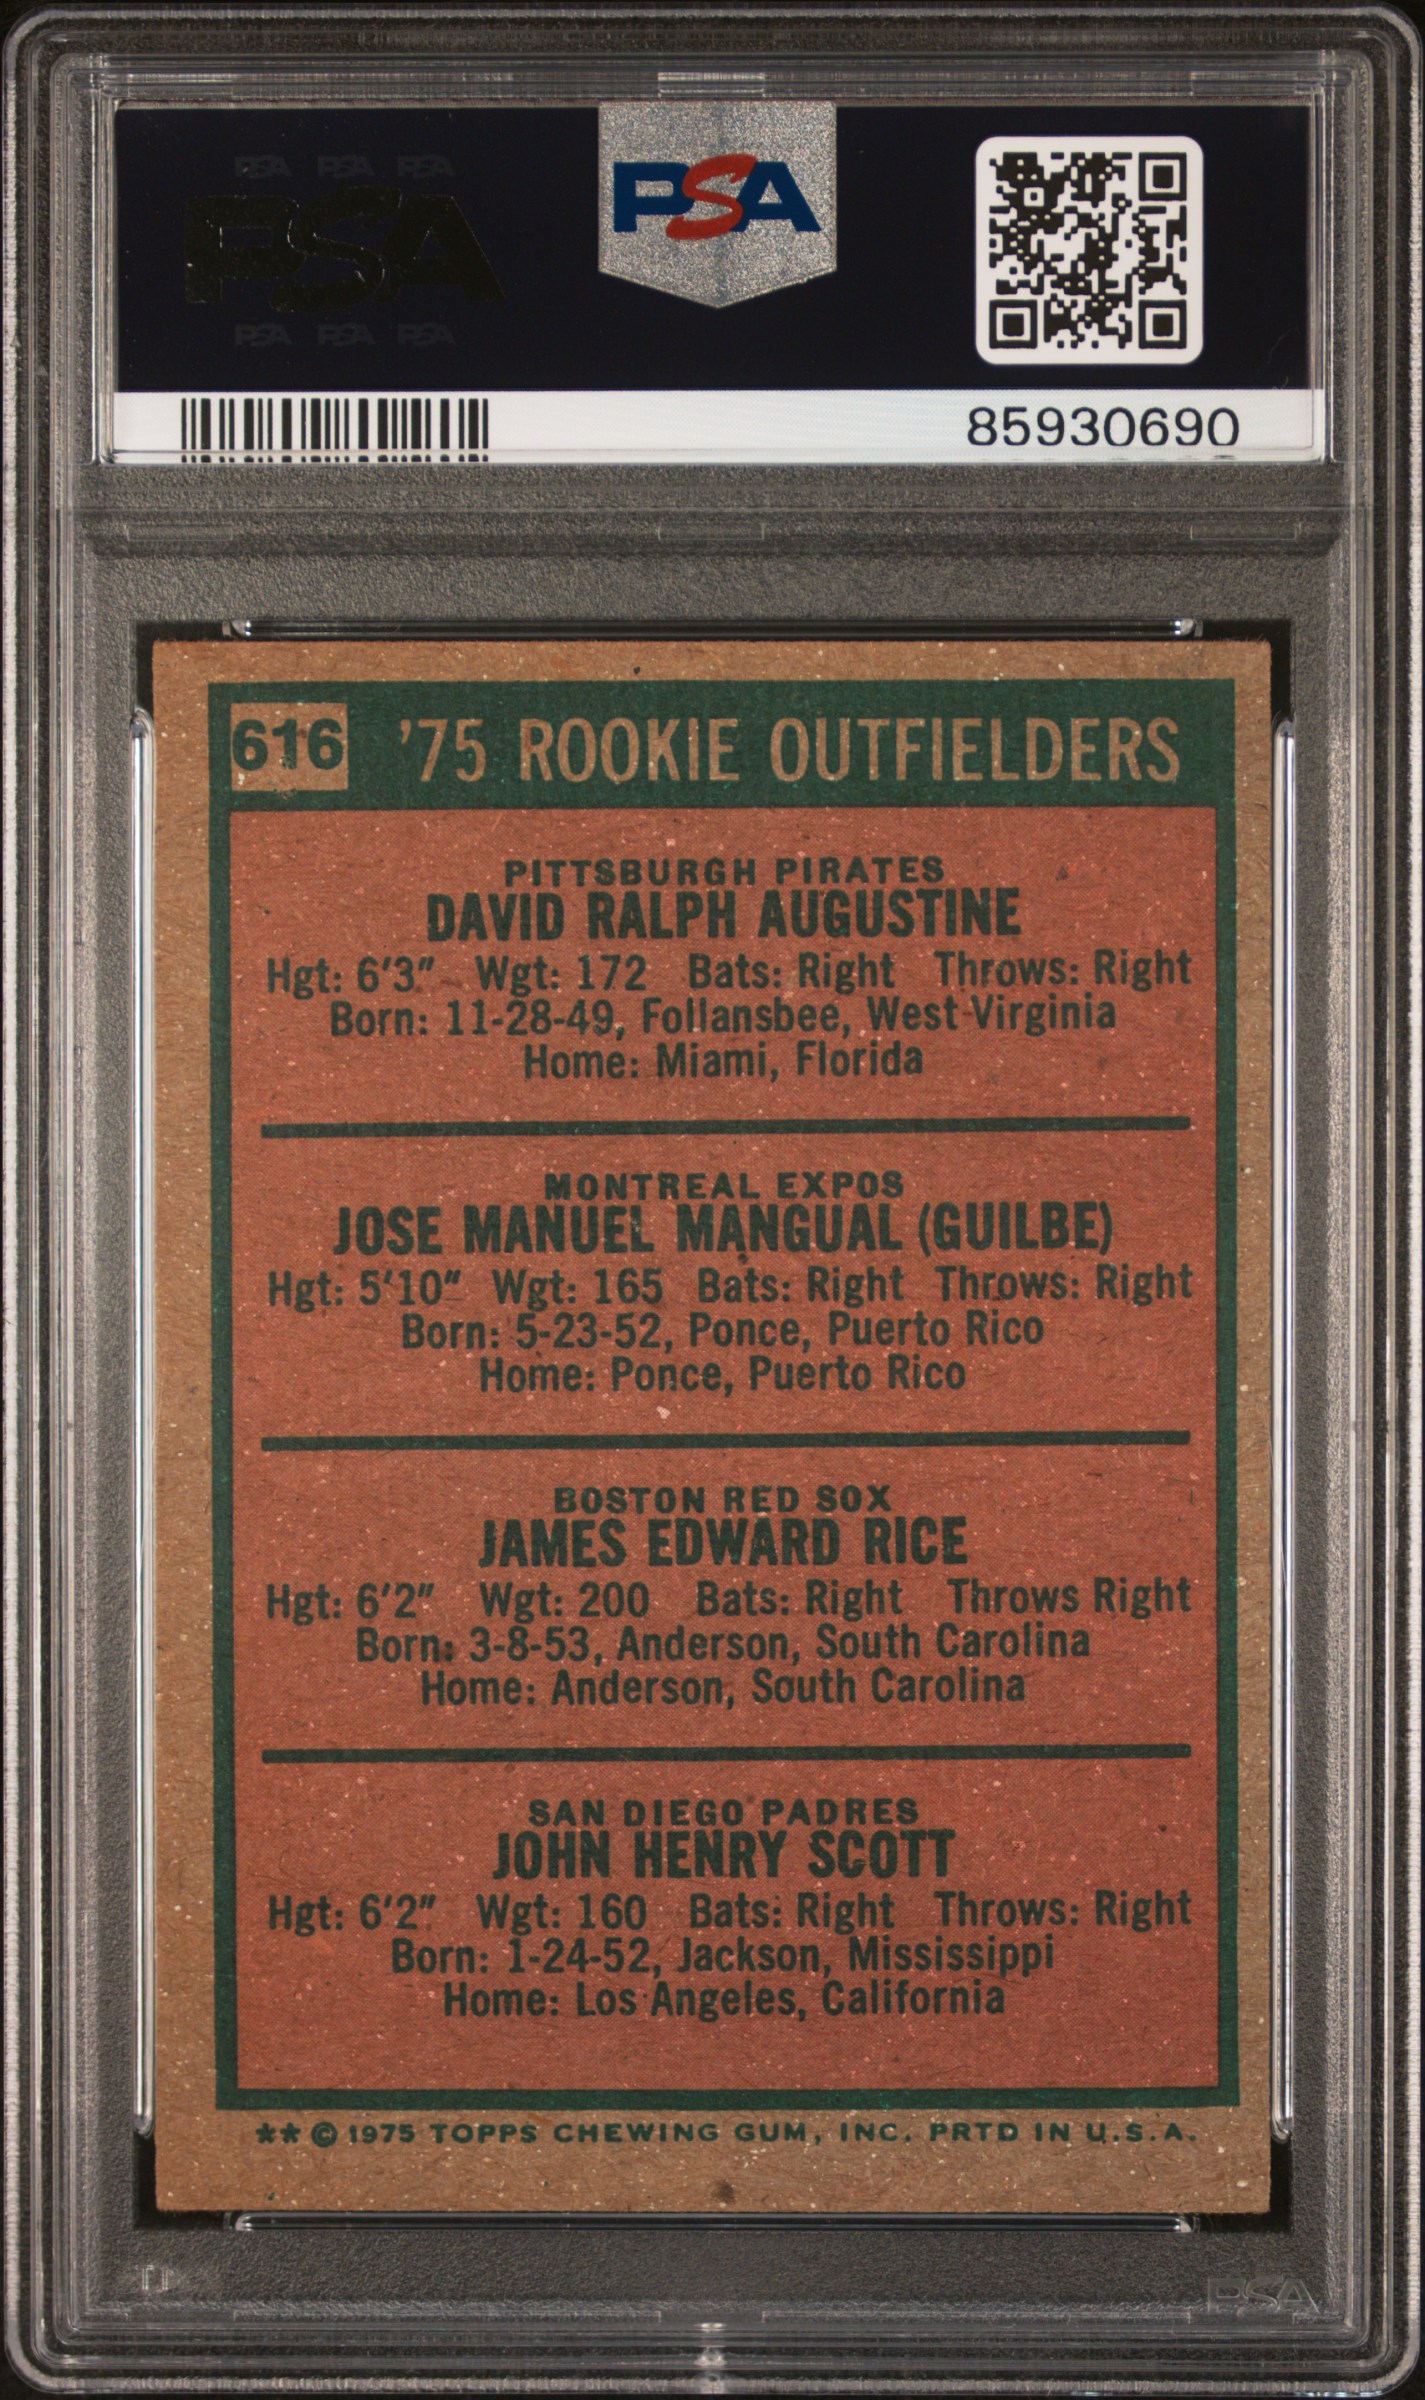 PSA PSA PSA
PSA
PSA PSA PSA
PSA
85930690
616 '75 ROOKIE OUTFIELDERS
PITTSBURGH PIRATES
DAVID RALPH AUGUSTINE
Hgt: 6'3" Wgt: 172 Bats: Right Throws: Right
Born: 11-28-49, Follansbee, West Virginia
Home: Miami, Florida
MONTREAL EXPOS
JOSE MANUEL MANGUAL (GUILBE)
Hgt: 5'10" Wgt: 165 Bats: Right Throws: Right
Born: 5-23-52, Ponce, Puerto Rico
Home: Ponce, Puerto Rico
BOSTON RED SOX
JAMES EDWARD RICE
Hgt: 6'2" Wgt: 200 Bats: Right Throws Right
Born: 3-8-53, Anderson, South Carolina
Home: Anderson, South Carolina
SAN DIEGO PADRES
JOHN HENRY SCOTT
Hgt: 6'2" Wgt: 160 Bats: Right Throws: Right
Born: 1-24-52, Jackson, Mississippi
Home: Los Angeles, California
** © 1975 TOPPS CHEWING GUM, INC. PRTD IN U.S.A.
PSA